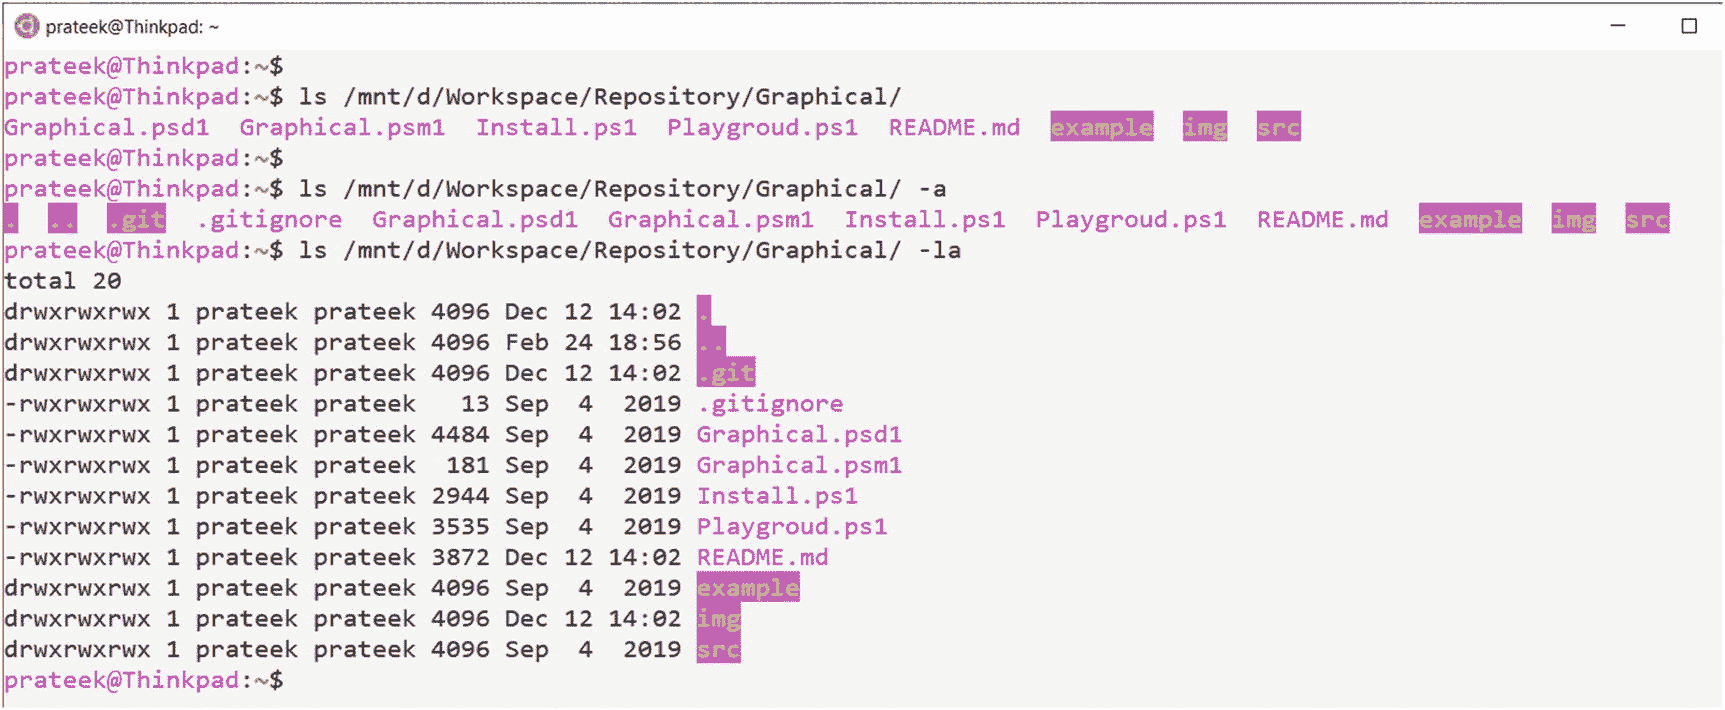 prateek@Thinkpad: ~
prateek@Thinkpad:~$
prateek@Thinkpad:~$ ls /mnt/d/Workspace/Repository/Graphical/
Graphical.psd1  Graphical.psm1  Install.ps1  Playgroud.ps1  README.md  example  img  src
prateek@Thinkpad:~$
prateek@Thinkpad:~$ ls /mnt/d/Workspace/Repository/Graphical/ -a
.  ..  .git  .gitignore  Graphical.psd1  Graphical.psm1  Install.ps1  Playgroud.ps1  README.md  example  img  src
prateek@Thinkpad:~$ ls /mnt/d/Workspace/Repository/Graphical/ -la
total 20
drwxrwxrwx 1 prateek prateek 4096 Dec 12 14:02 .
drwxrwxrwx 1 prateek prateek 4096 Feb 24 18:56 ..
drwxrwxrwx 1 prateek prateek 4096 Dec 12 14:02 .git
-rwxrwxrwx 1 prateek prateek   13 Sep  4  2019 .gitignore
-rwxrwxrwx 1 prateek prateek 4484 Sep  4  2019 Graphical.psd1
-rwxrwxrwx 1 prateek prateek  181 Sep  4  2019 Graphical.psm1
-rwxrwxrwx 1 prateek prateek 2944 Sep  4  2019 Install.ps1
-rwxrwxrwx 1 prateek prateek 3535 Sep  4  2019 Playgroud.ps1
-rwxrwxrwx 1 prateek prateek 3872 Dec 12 14:02 README.md
drwxrwxrwx 1 prateek prateek 4096 Sep  4  2019 example
drwxrwxrwx 1 prateek prateek 4096 Dec 12 14:02 img
drwxrwxrwx 1 prateek prateek 4096 Sep  4  2019 src
prateek@Thinkpad:~$